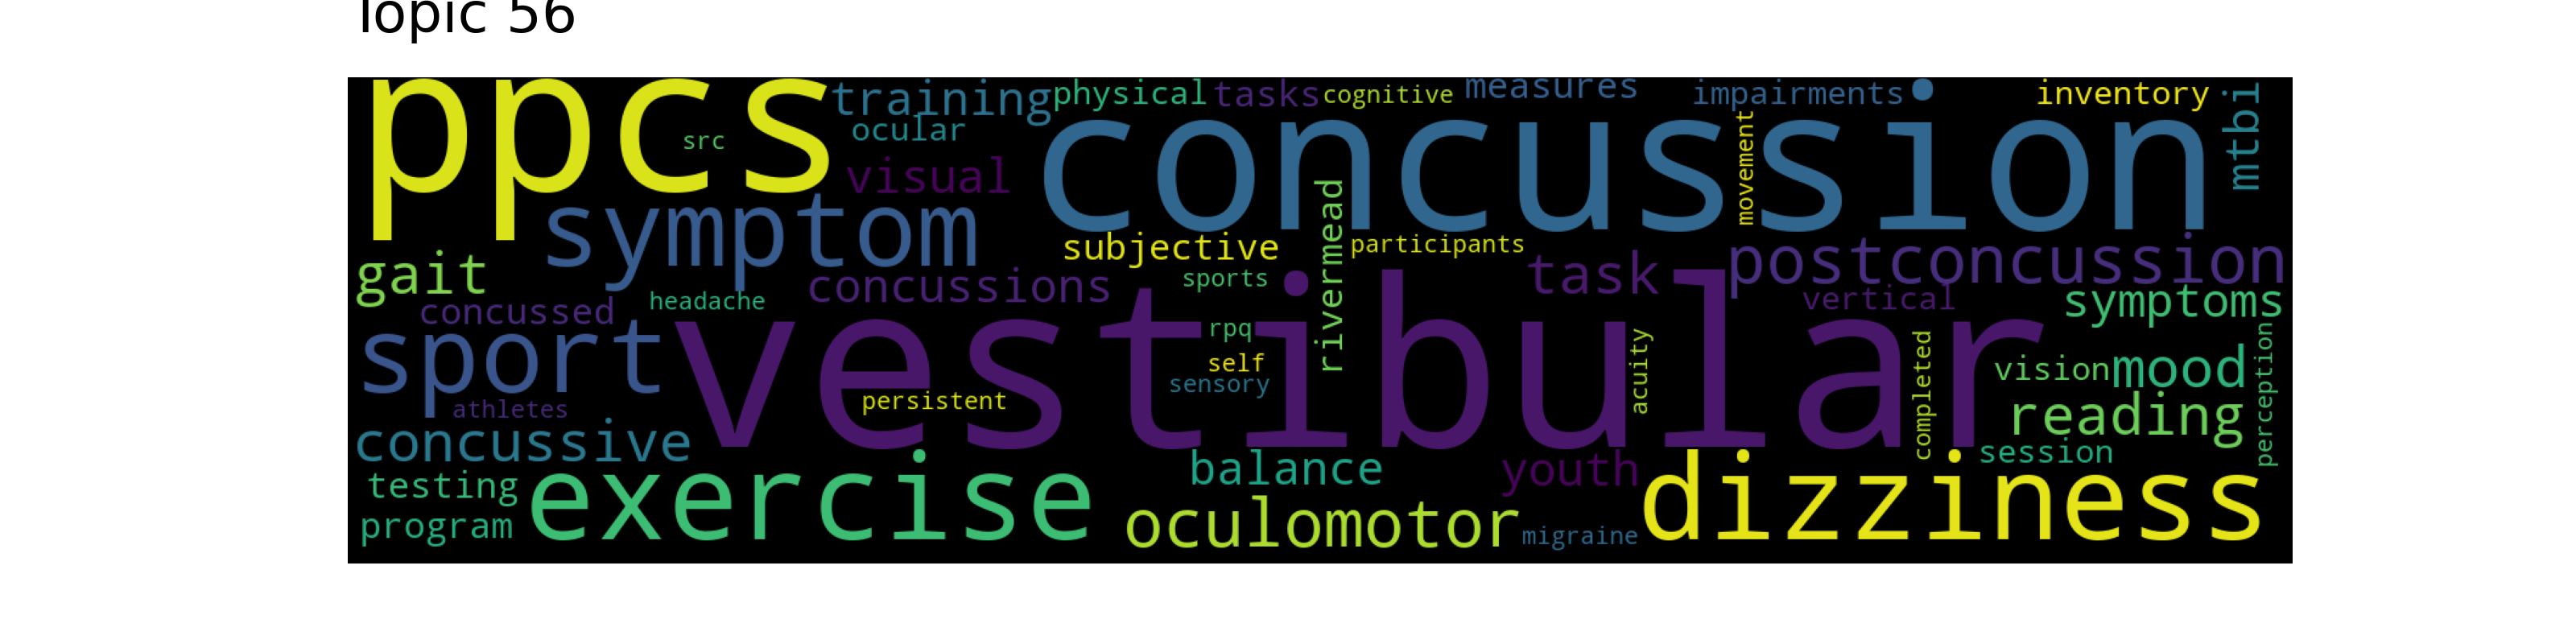 Topic 56
ppcs
training
physical
tasks
cognitive
measures
impairments
inventory
mtbi
src
ocular
visual
concussion
movement
symptom
rivermead
subjective
participants
postconcussion
gait
concussions
sports
task
concussed
headache
vertical
symptoms
sport
vestibular
rpq
self
sensory
acuity
completed
vision
mood
perception
athletes
persistent
reading
concussive
balance
youth
session
testing
exercise
dizziness
program
oculomotor
migraine